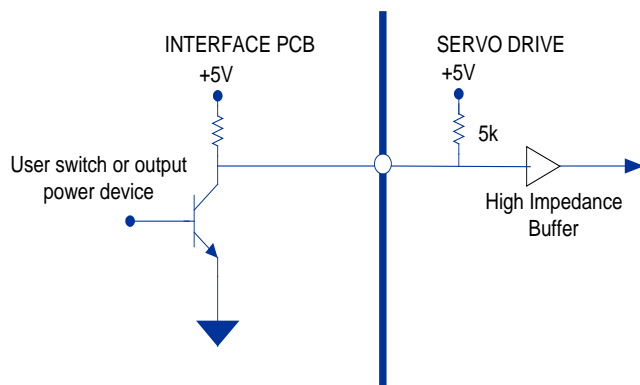 INTERFACE PCB
+5V
SERVO DRIVE
+5V
5k
User switch or output
power device
High Impedance
Buffer